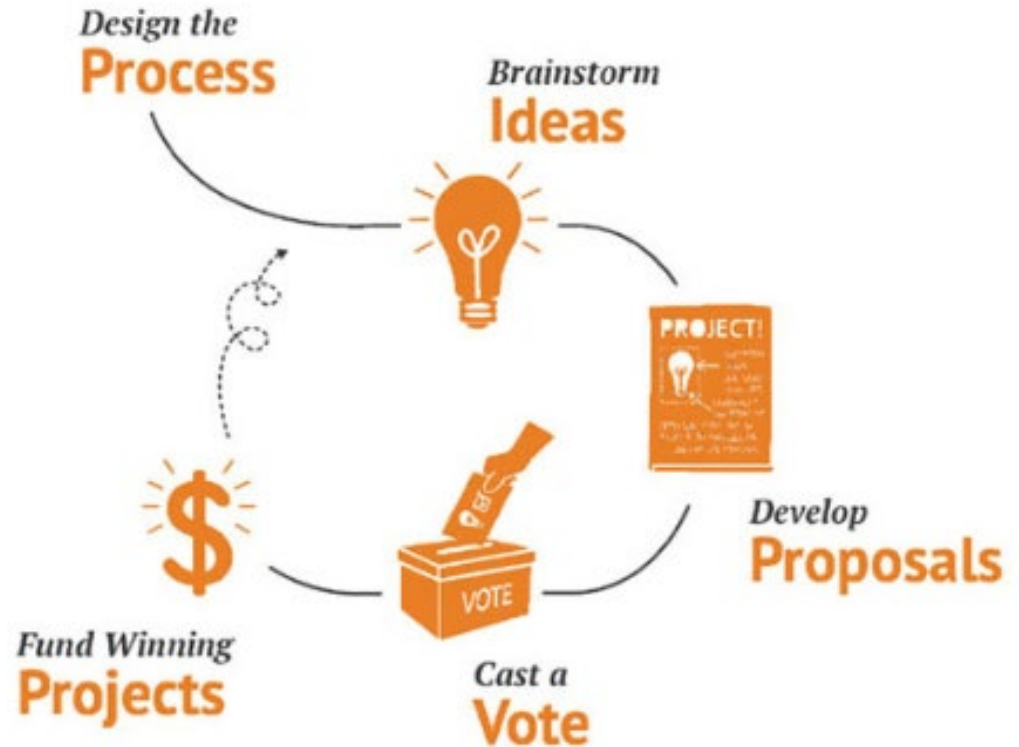 Design the
Process
Brainstorm
Ideas
PROJECT!
Develop
Proposals
VOTE
Cast a
Vote
Fund Winning
Projects